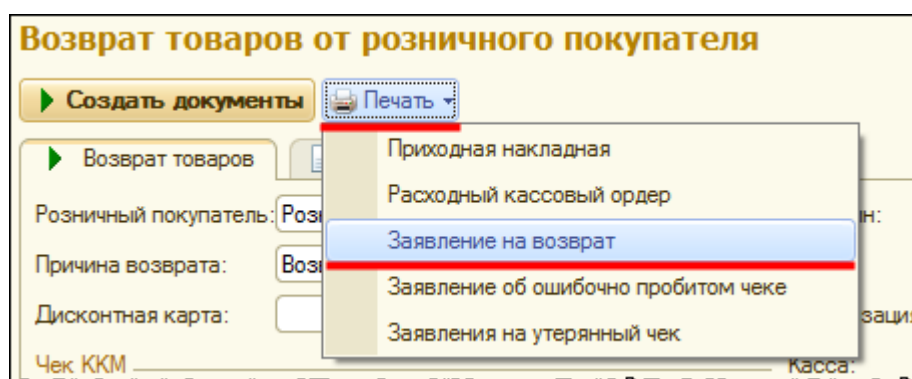 Возврат товаров от розничного покупателя
Создать документы Печать
Возврат товаров
Приходная накладная
Расходный кассовый ордер
Розничный покупатель:
Заявление на возврат
Причина возврата:
Заявление об ошибочно пробитом чеке
Дисконтная карта:
Заявления на утерянный чек
Чек ККМ Касса: